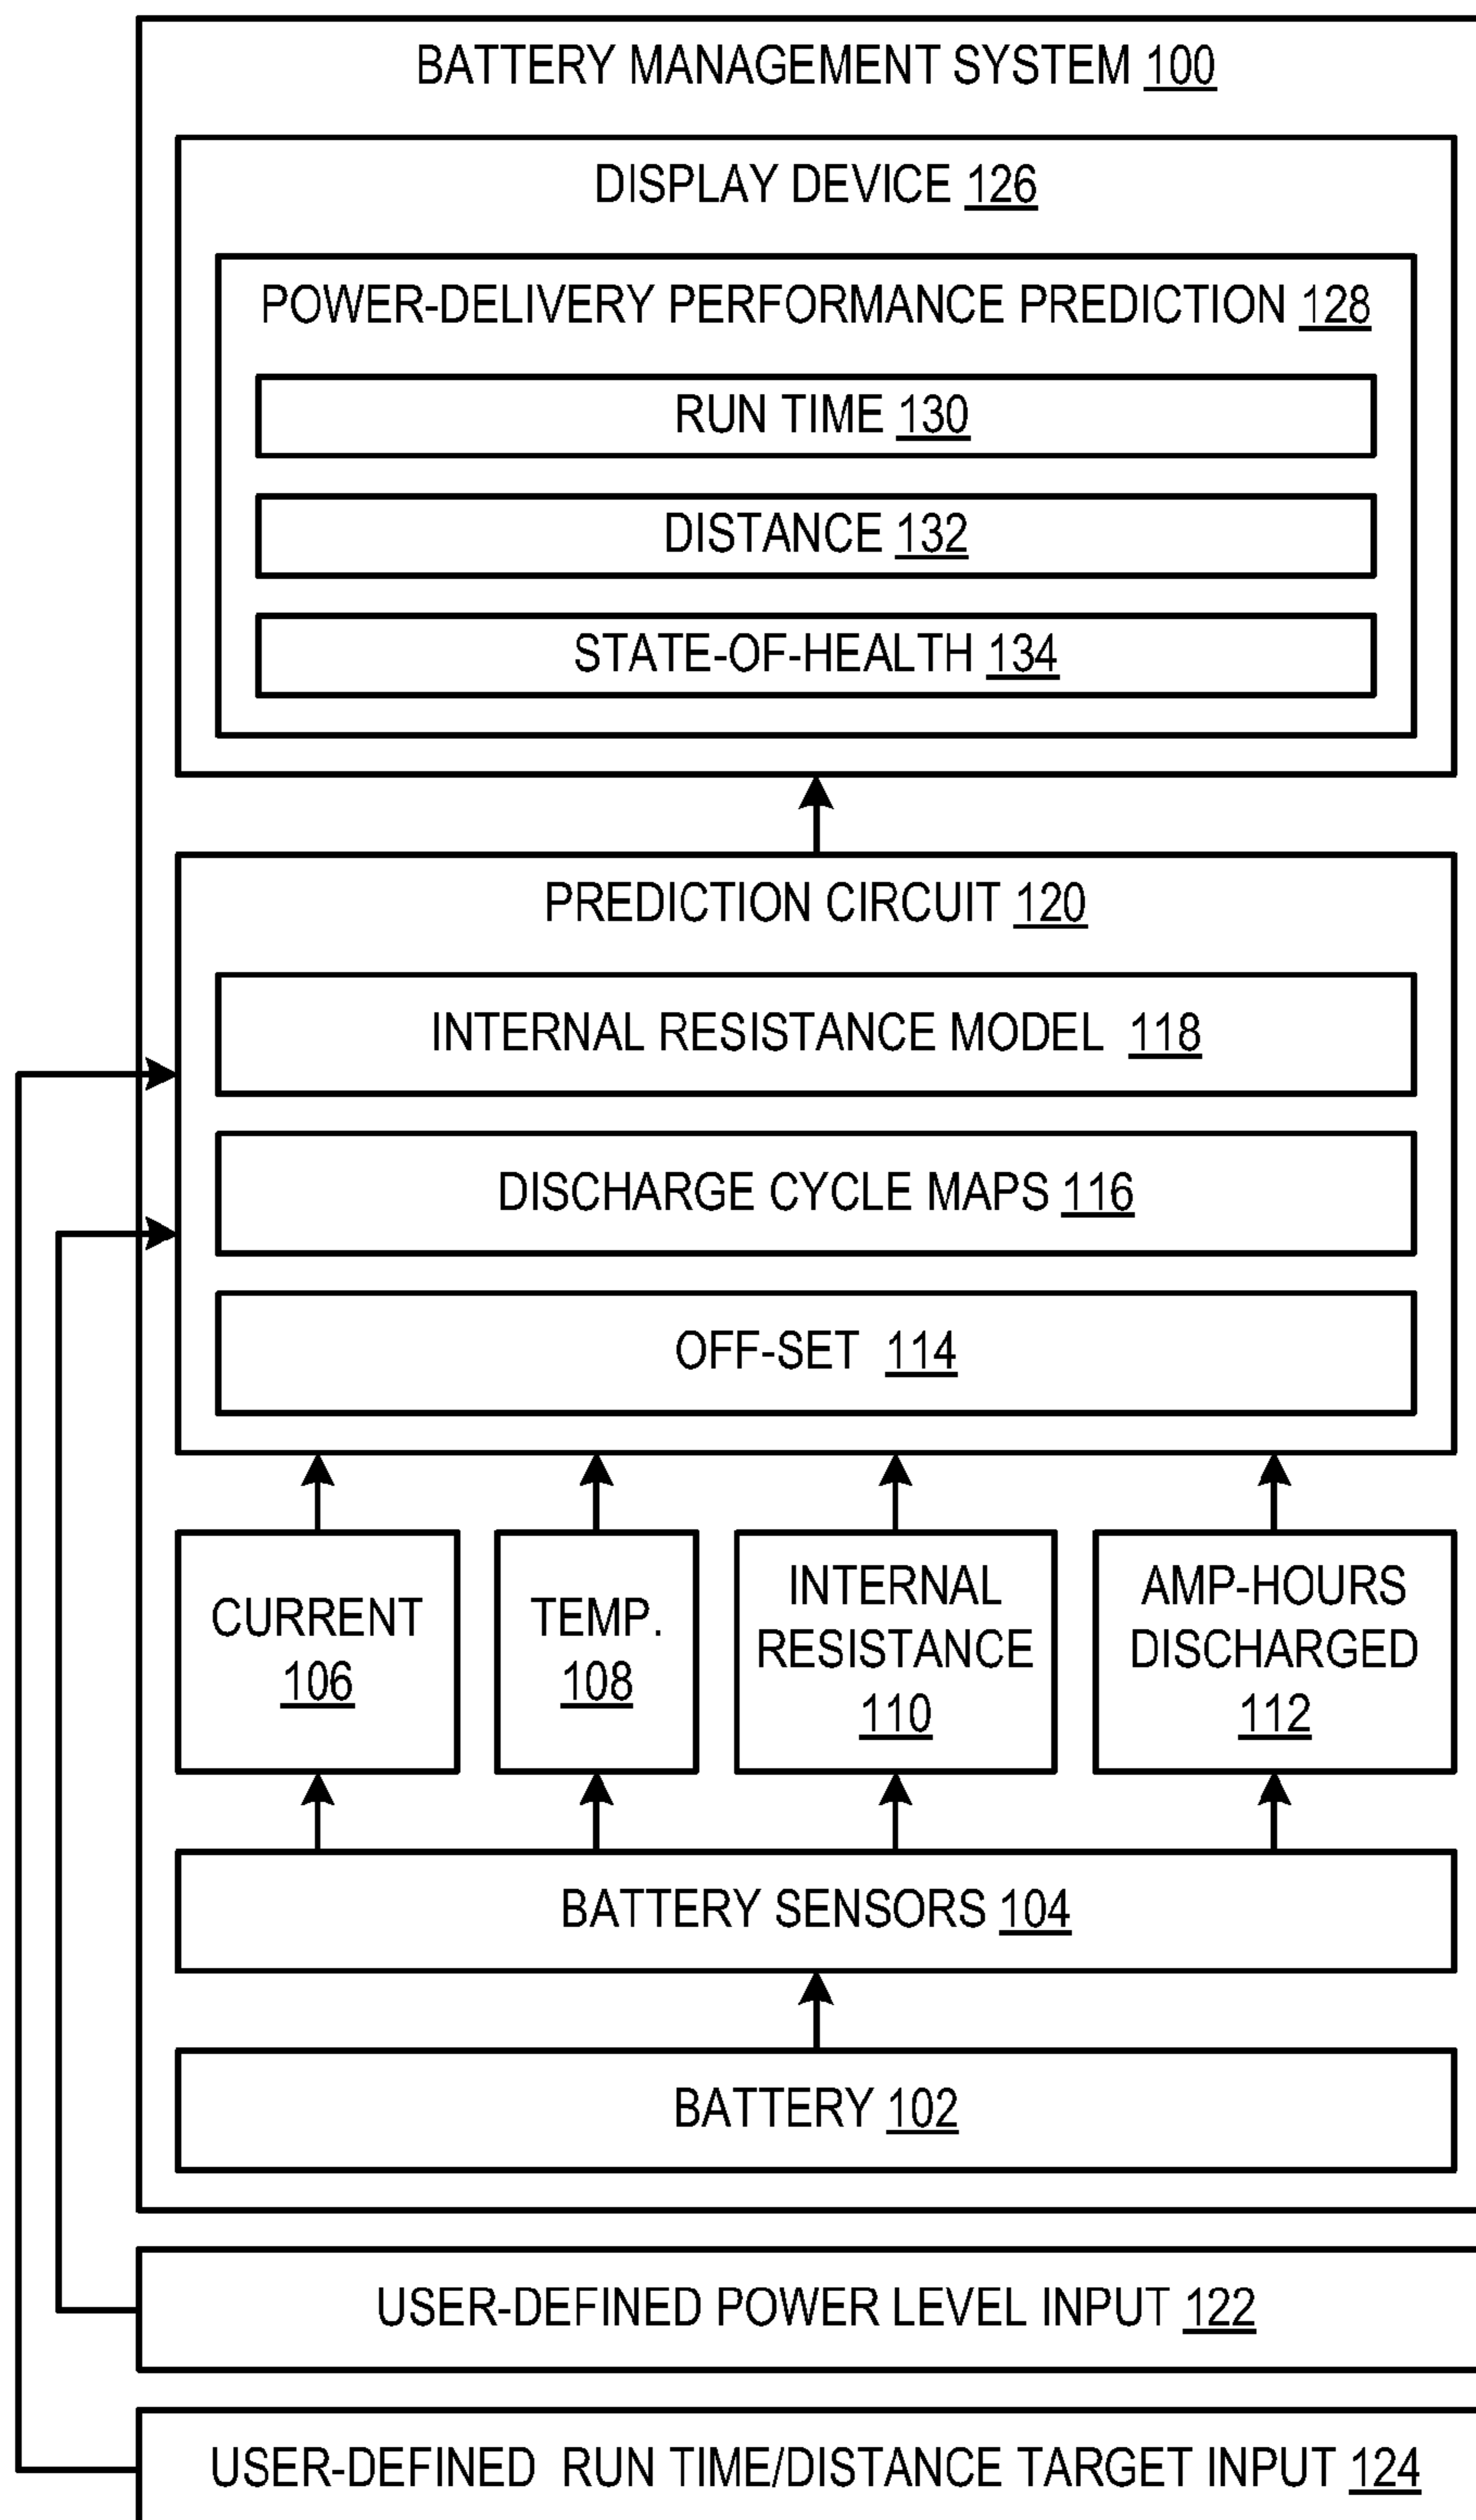 BATTERY MANAGEMENT SYSTEM 100
DISPLAY DEVICE 126
POWER-DELIVERY PERFORMANCE PREDICTION 128
RUN TIME 130
DISTANCE 132
STATE-OF-HEALTH 134
PREDICTION CIRCUIT 120
INTERNAL RESISTANCE MODEL 118
DISCHARGE CYCLE MAPS 116
OFF-SET 114
CURRENT
106
TEMP.
108
INTERNAL
RESISTANCE
110
AMP-HOURS
DISCHARGED
112
BATTERY SENSORS 104
BATTERY 102
USER-DEFINED POWER LEVEL INPUT 122
USER-DEFINED RUN TIME/DISTANCE TARGET INPUT 124